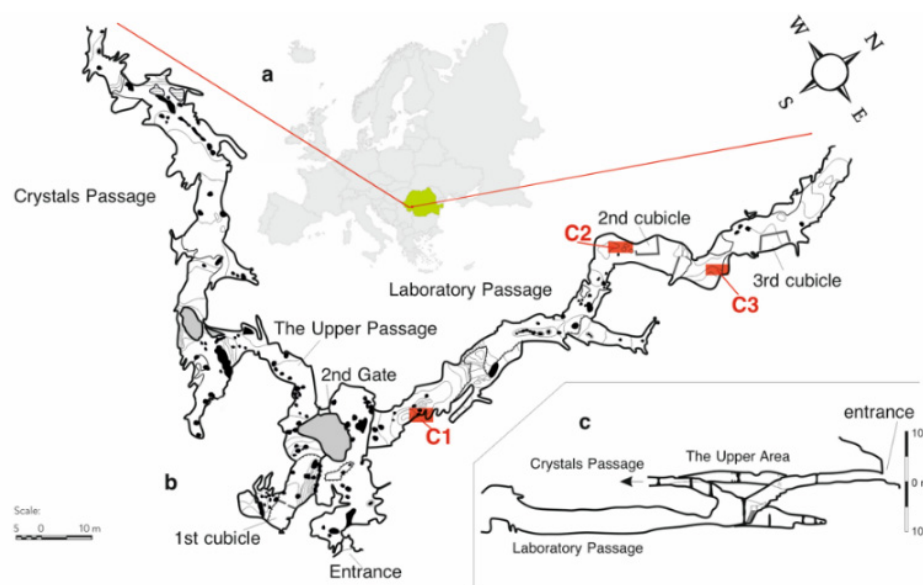 a
W
N
S
E
Crystals Passage
2nd cubicle
C2
3rd cubicle
C3
Laboratory Passage
The Upper Passage
2nd Gate
C1
b
1st cubicle
Entrance
Scale:
5 0 10 m
c
entrance
The Upper Area
Crystals Passage
Laboratory Passage
10
0 m
10